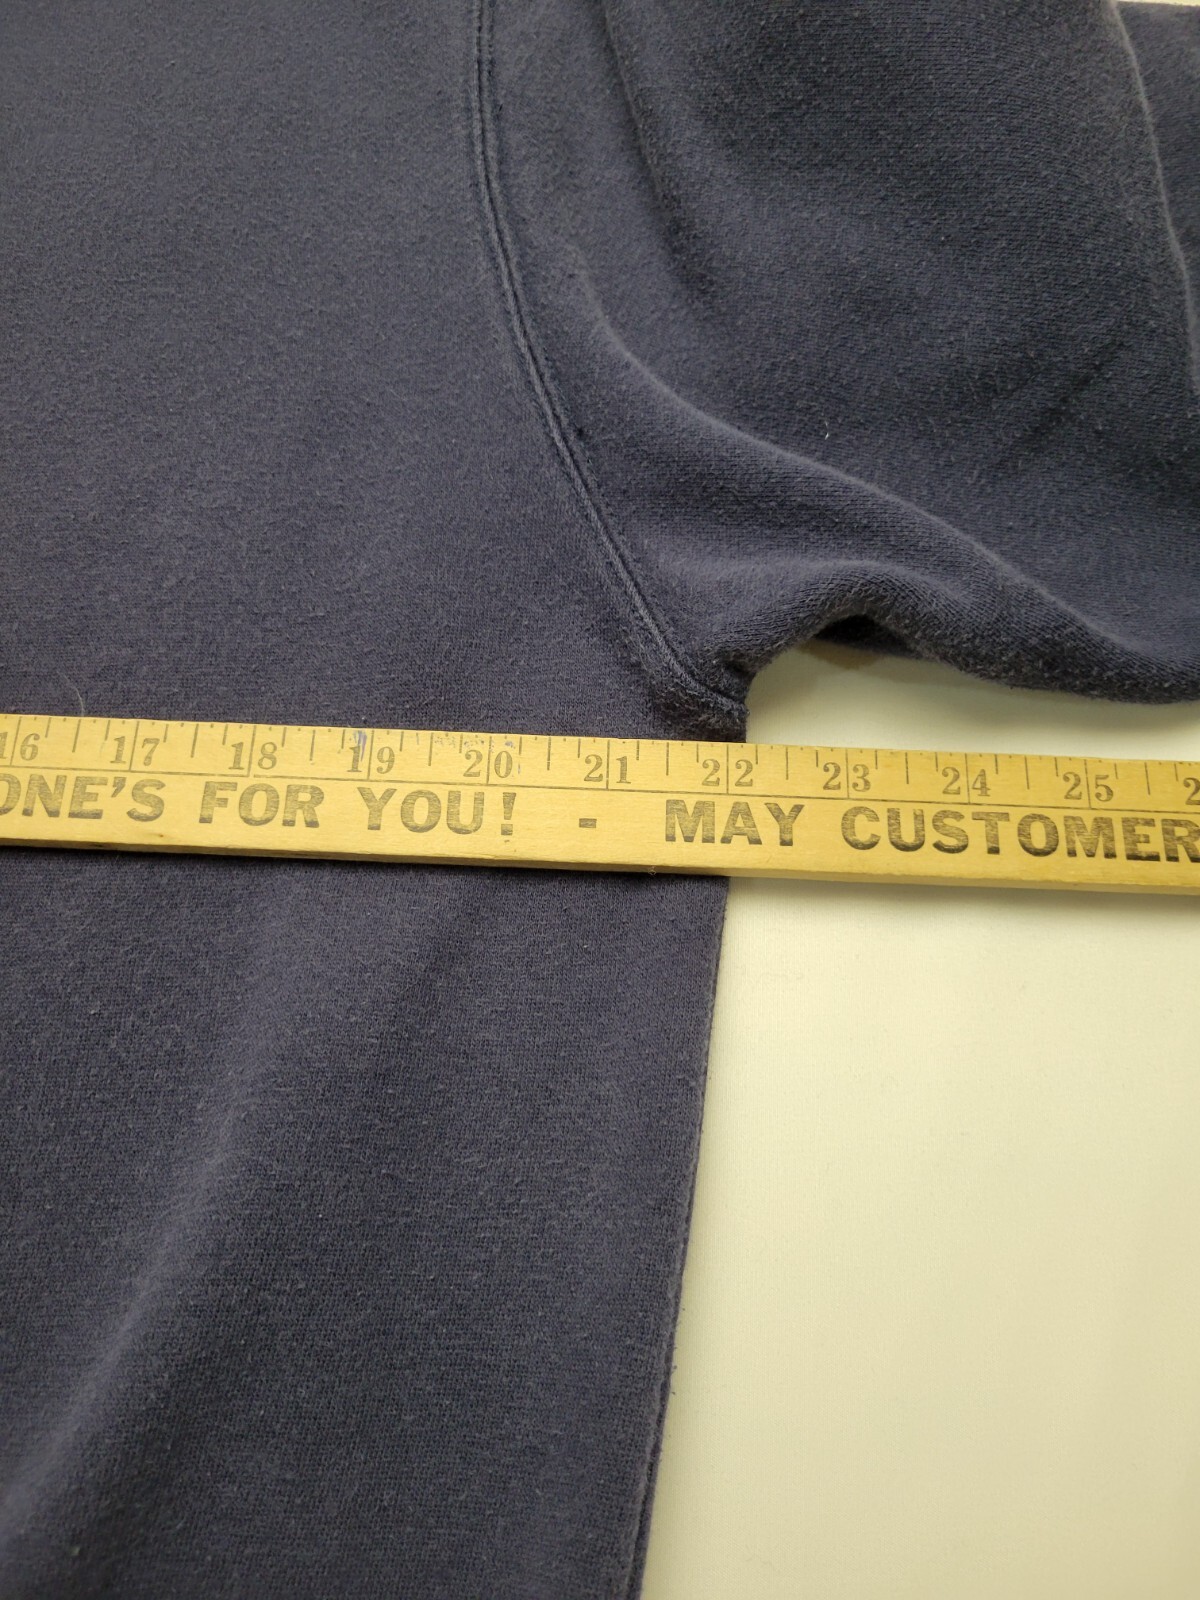 16 17 18 19 20 21 22 23 24 25
ONE'S FOR YOU! - MAY CUSTOMER